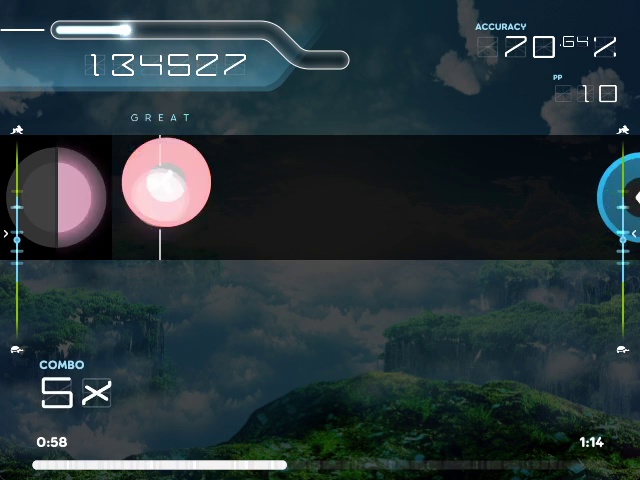 134527
ACCURACY
70.64%
PP
10
GREAT
COMBO
5x
0:58
1:14